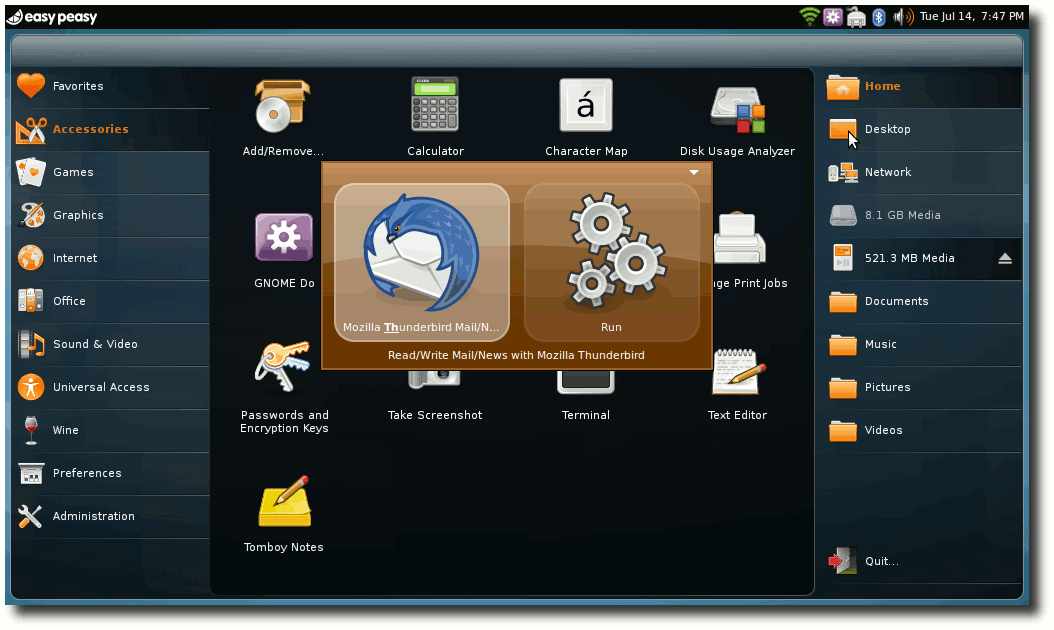 easy peasy
Tue Jul 14, 7:47 PM
Favorites
Accessories
Games
Graphics
Internet
Office
Sound & Video
Universal Access
Wine
Preferences
Administration
Add/Remove...
Calculator
á
Character Map
Disk Usage Analyzer
GNOME Do
age Print Jobs
Mozilla Thunderbird Mail/N...
Run
Read/Write Mail/News with Mozilla Thunderbird
Passwords and
Encryption Keys
Take Screenshot
Terminal
Text Editor
Tomboy Notes
Home
Desktop
Network
8.1 GB Media
521.3 MB Media
Documents
Music
Pictures
Videos
Quit...